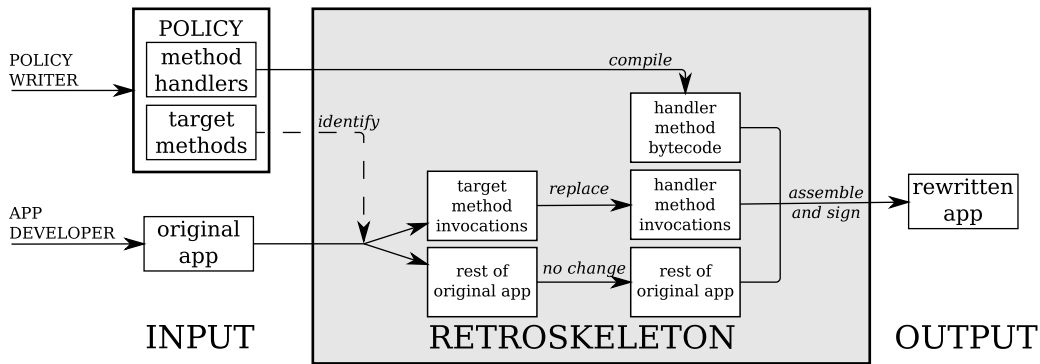 POLICY
WRITER
POLICY
method
handlers
target
methods
compile
identify
handler
method
bytecode
APP
DEVELOPER
original
app
target
method
invocations
replace
handler
method
invocations
assemble
and sign
rewritten
app
rest of
original app
no change
rest of
original app
INPUT
RETROSKELETON
OUTPUT